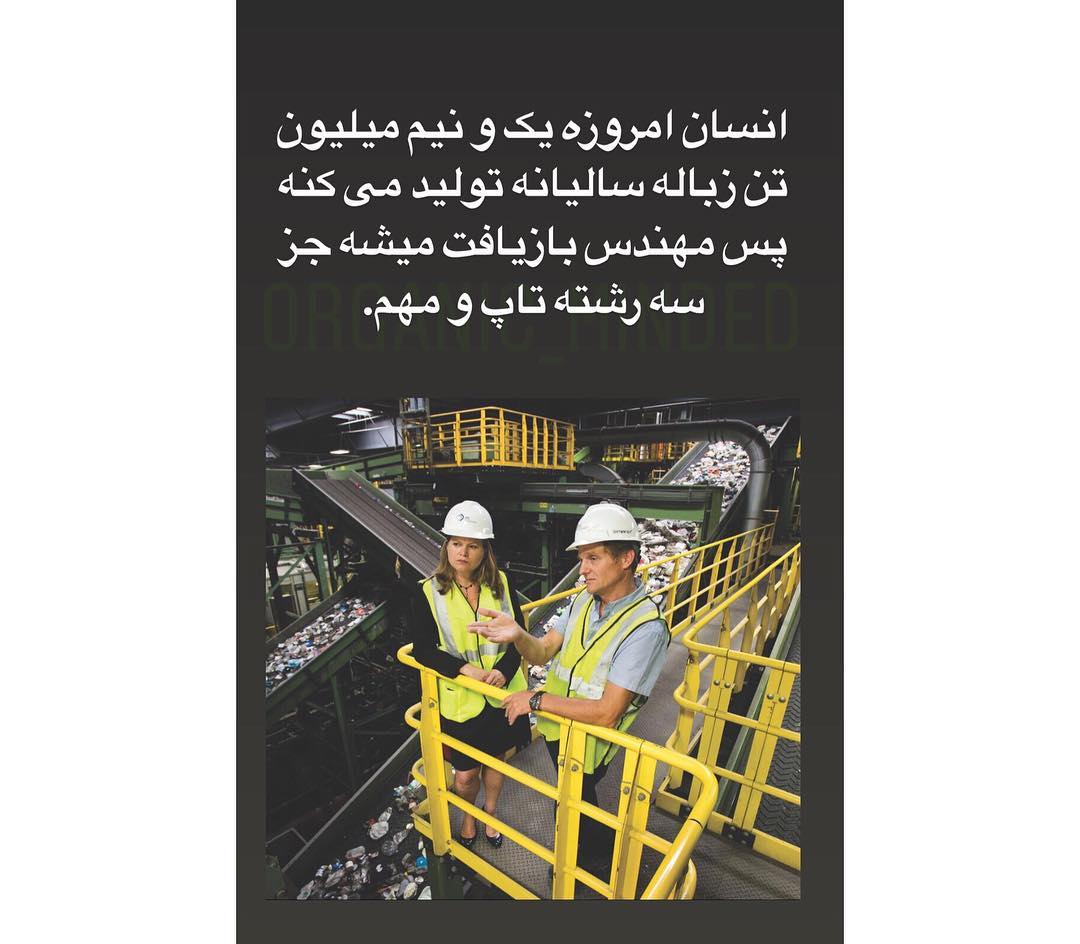 انسان امروزه یک و نیم میلیون
تن زباله سالیانه تولید می کنه
پس مهندس بازیافت میشه جز
سه رشته تاپ و مهم.
ORGANIC_MINDED